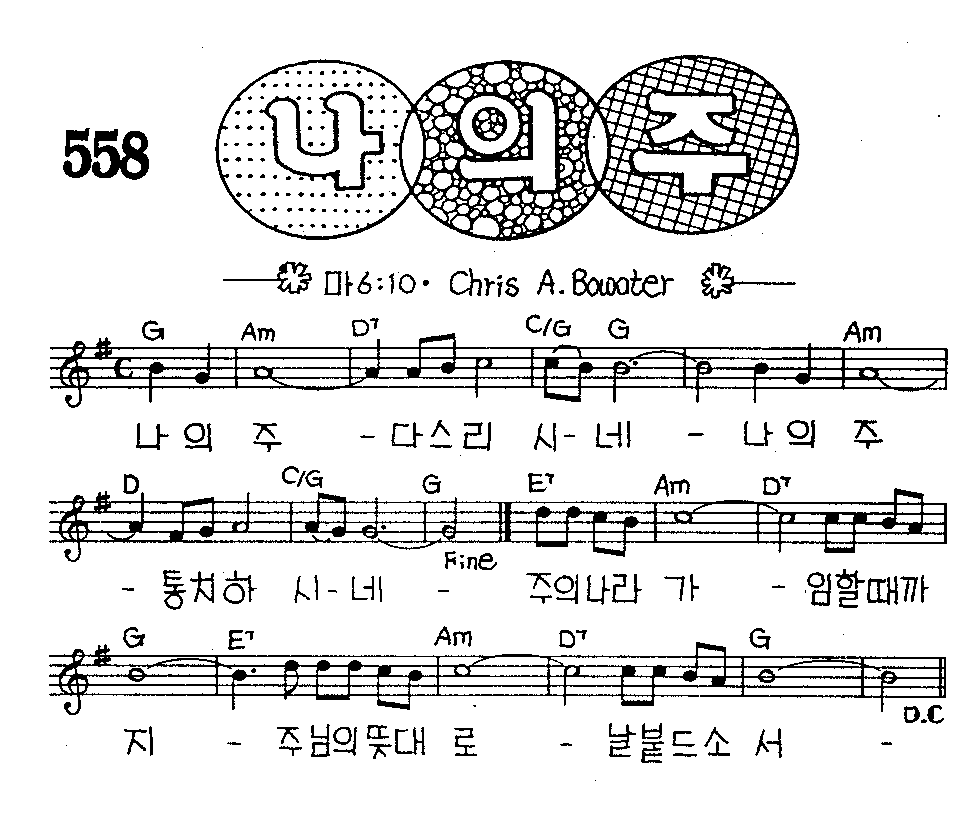 558
나의주
마6:10· Chris A. Bowater
G Am D7 C/G G Am
나 의 주 - 다스리 시- 네 - 나 의 주
D C/G G E7 Am D7
Fine
- 통치하 시-네 - 주의나라 가 - 임할때까
G E7 Am D7 G
D.C
지 - 주님의뜻대 로 - 날붙드소 서 -